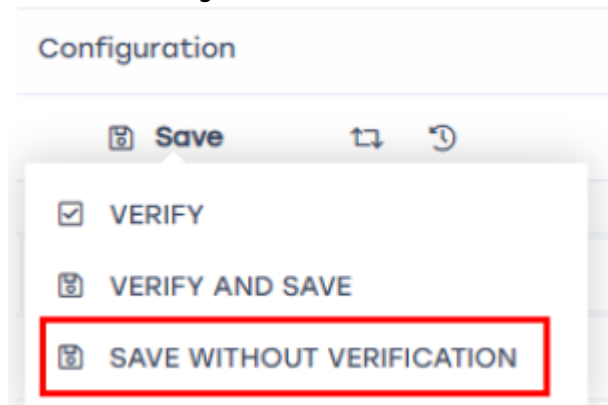 Configuration
Save
VERIFY
VERIFY AND SAVE
SAVE WITHOUT VERIFICATION